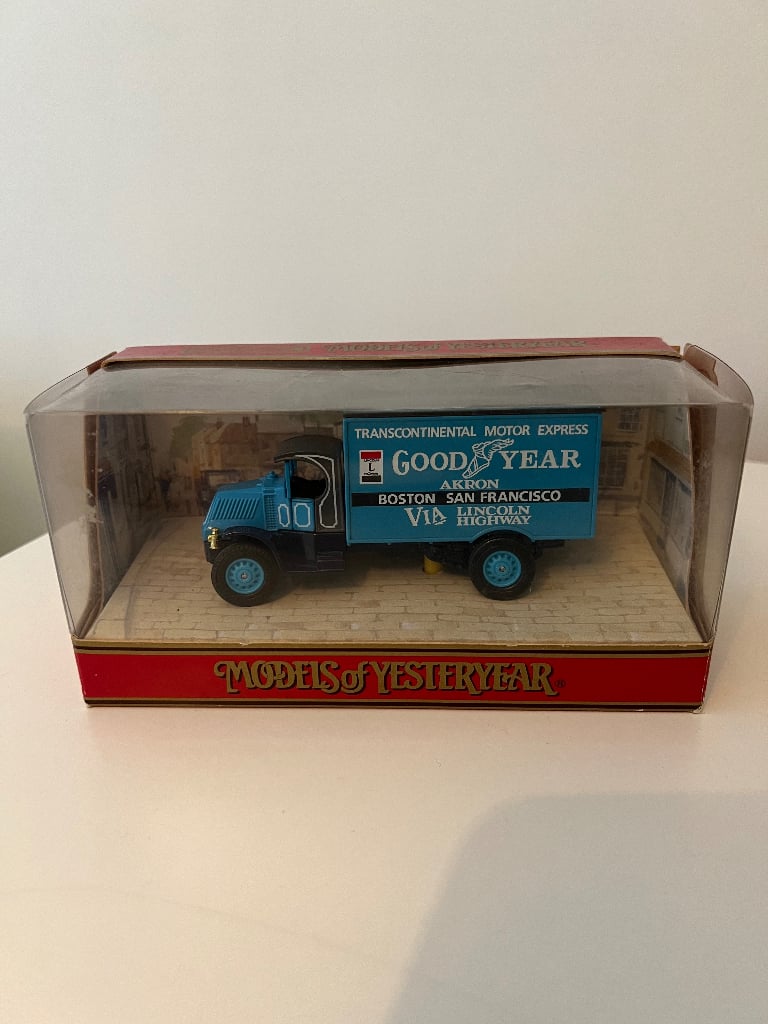 MODELS of YESTERYEAR
TRANSCONTINENTAL MOTOR EXPRESS
L
GOOD YEAR
AKRON
BOSTON SAN FRANCISCO
VIA LINCOLN
HIGHWAY
MODELS of YESTERYEAR®